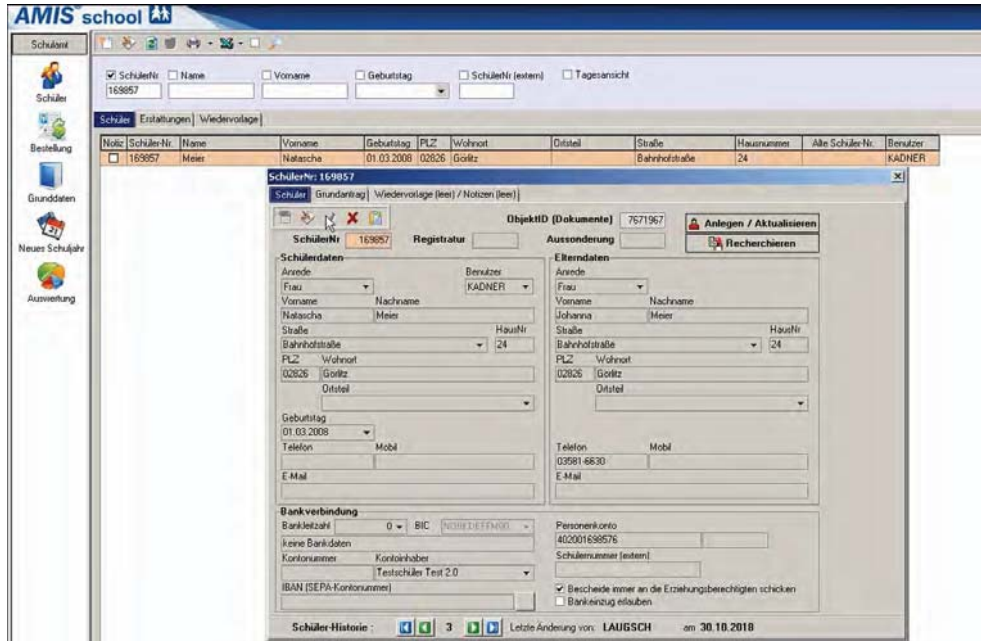 AMIS school
Schulamt
Schüler
Bestellung
Grunddaten
Neues Schuljahr
Auswertung
SchülerNr Name Vorname Geburtstag SchülerNr (extern) Tagesansicht
169857
Schüler Erstattungen Wiedervorlage
Notiz Schüler-Nr. Name Vorname Geburtstag PLZ Wohnort Ortsteil Straße Hausnummer Alte Schüler-Nr. Benutzer
169857 Meier Natascha 01.03.2008 02826 Görlitz Bahnhofstraße 24 KADNER
SchülerNr: 169857
Schüler Grundantrag Wiedervorlage (leer) / Notizen (leer)
ObjektID (Dokumente) 7671967 Anlegen / Aktualisieren
SchülerNr 169857 Registratur Aussonderung Recherchieren
Schülerdaten Elterndaten
Anrede Benutzer Anrede
Frau KADNER Frau
Vorname Nachname Vorname Nachname
Natascha Meier Johanna Meier
Straße HausNr Straße HausNr
Bahnhofstraße 24 Bahnhofstraße 24
PLZ Wohnort PLZ Wohnort
02826 Görlitz 02826 Görlitz
Ortsteil Ortsteil
Geburtstag
01.03.2008
Telefon Mobil Telefon Mobil
03581-6630
E-Mail E-Mail
Bankverbindung
Bankleitzahl 0 BIC Personenkonto
keine Bankdaten 402001698576
Kontonummer Kontoinhaber Schülernummer (extern)
Testschüler Test 2.0
IBAN (SEPA-Kontonummer) Bescheide immer an die Erziehungsberechtigten schicken
Bankeinzug erlauben
Schüler-Historie : 3 Letzte Änderung von: LAUGSCH am 30.10.2018